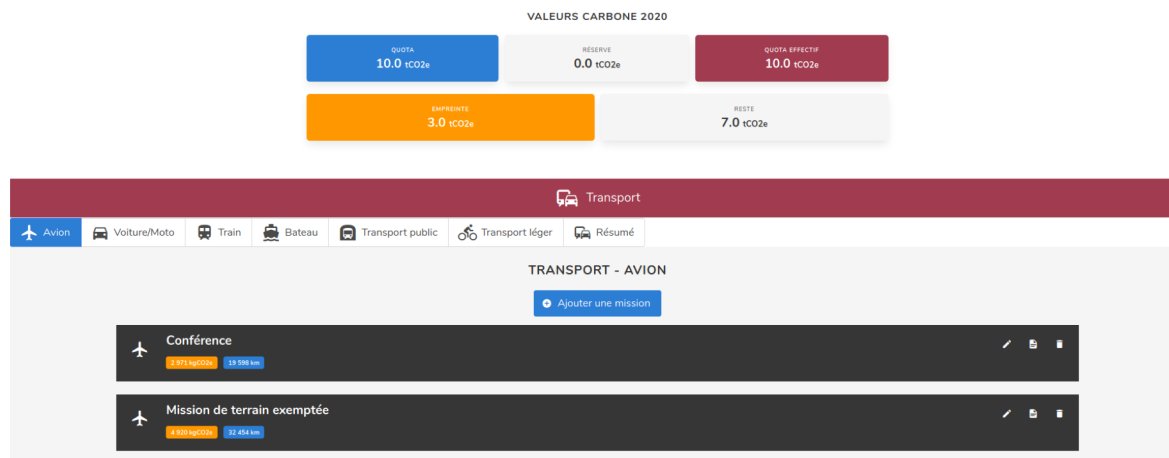 VALEURS CARBONE 2020
QUOTA
10.0 tCO2e
RÉSERVE
0.0 tCO2e
QUOTA EFFECTIF
10.0 tCO2e
EMPREINTE
3.0 tCO2e
RESTE
7.0 tCO2e
Transport
Avion Voiture/Moto Train Bateau Transport public Transport léger Résumé
TRANSPORT - AVION
Ajouter une mission
Conférence
2 971 kgCO2e 19 598 km
Mission de terrain exemptée
4 920 kgCO2e 32 454 km